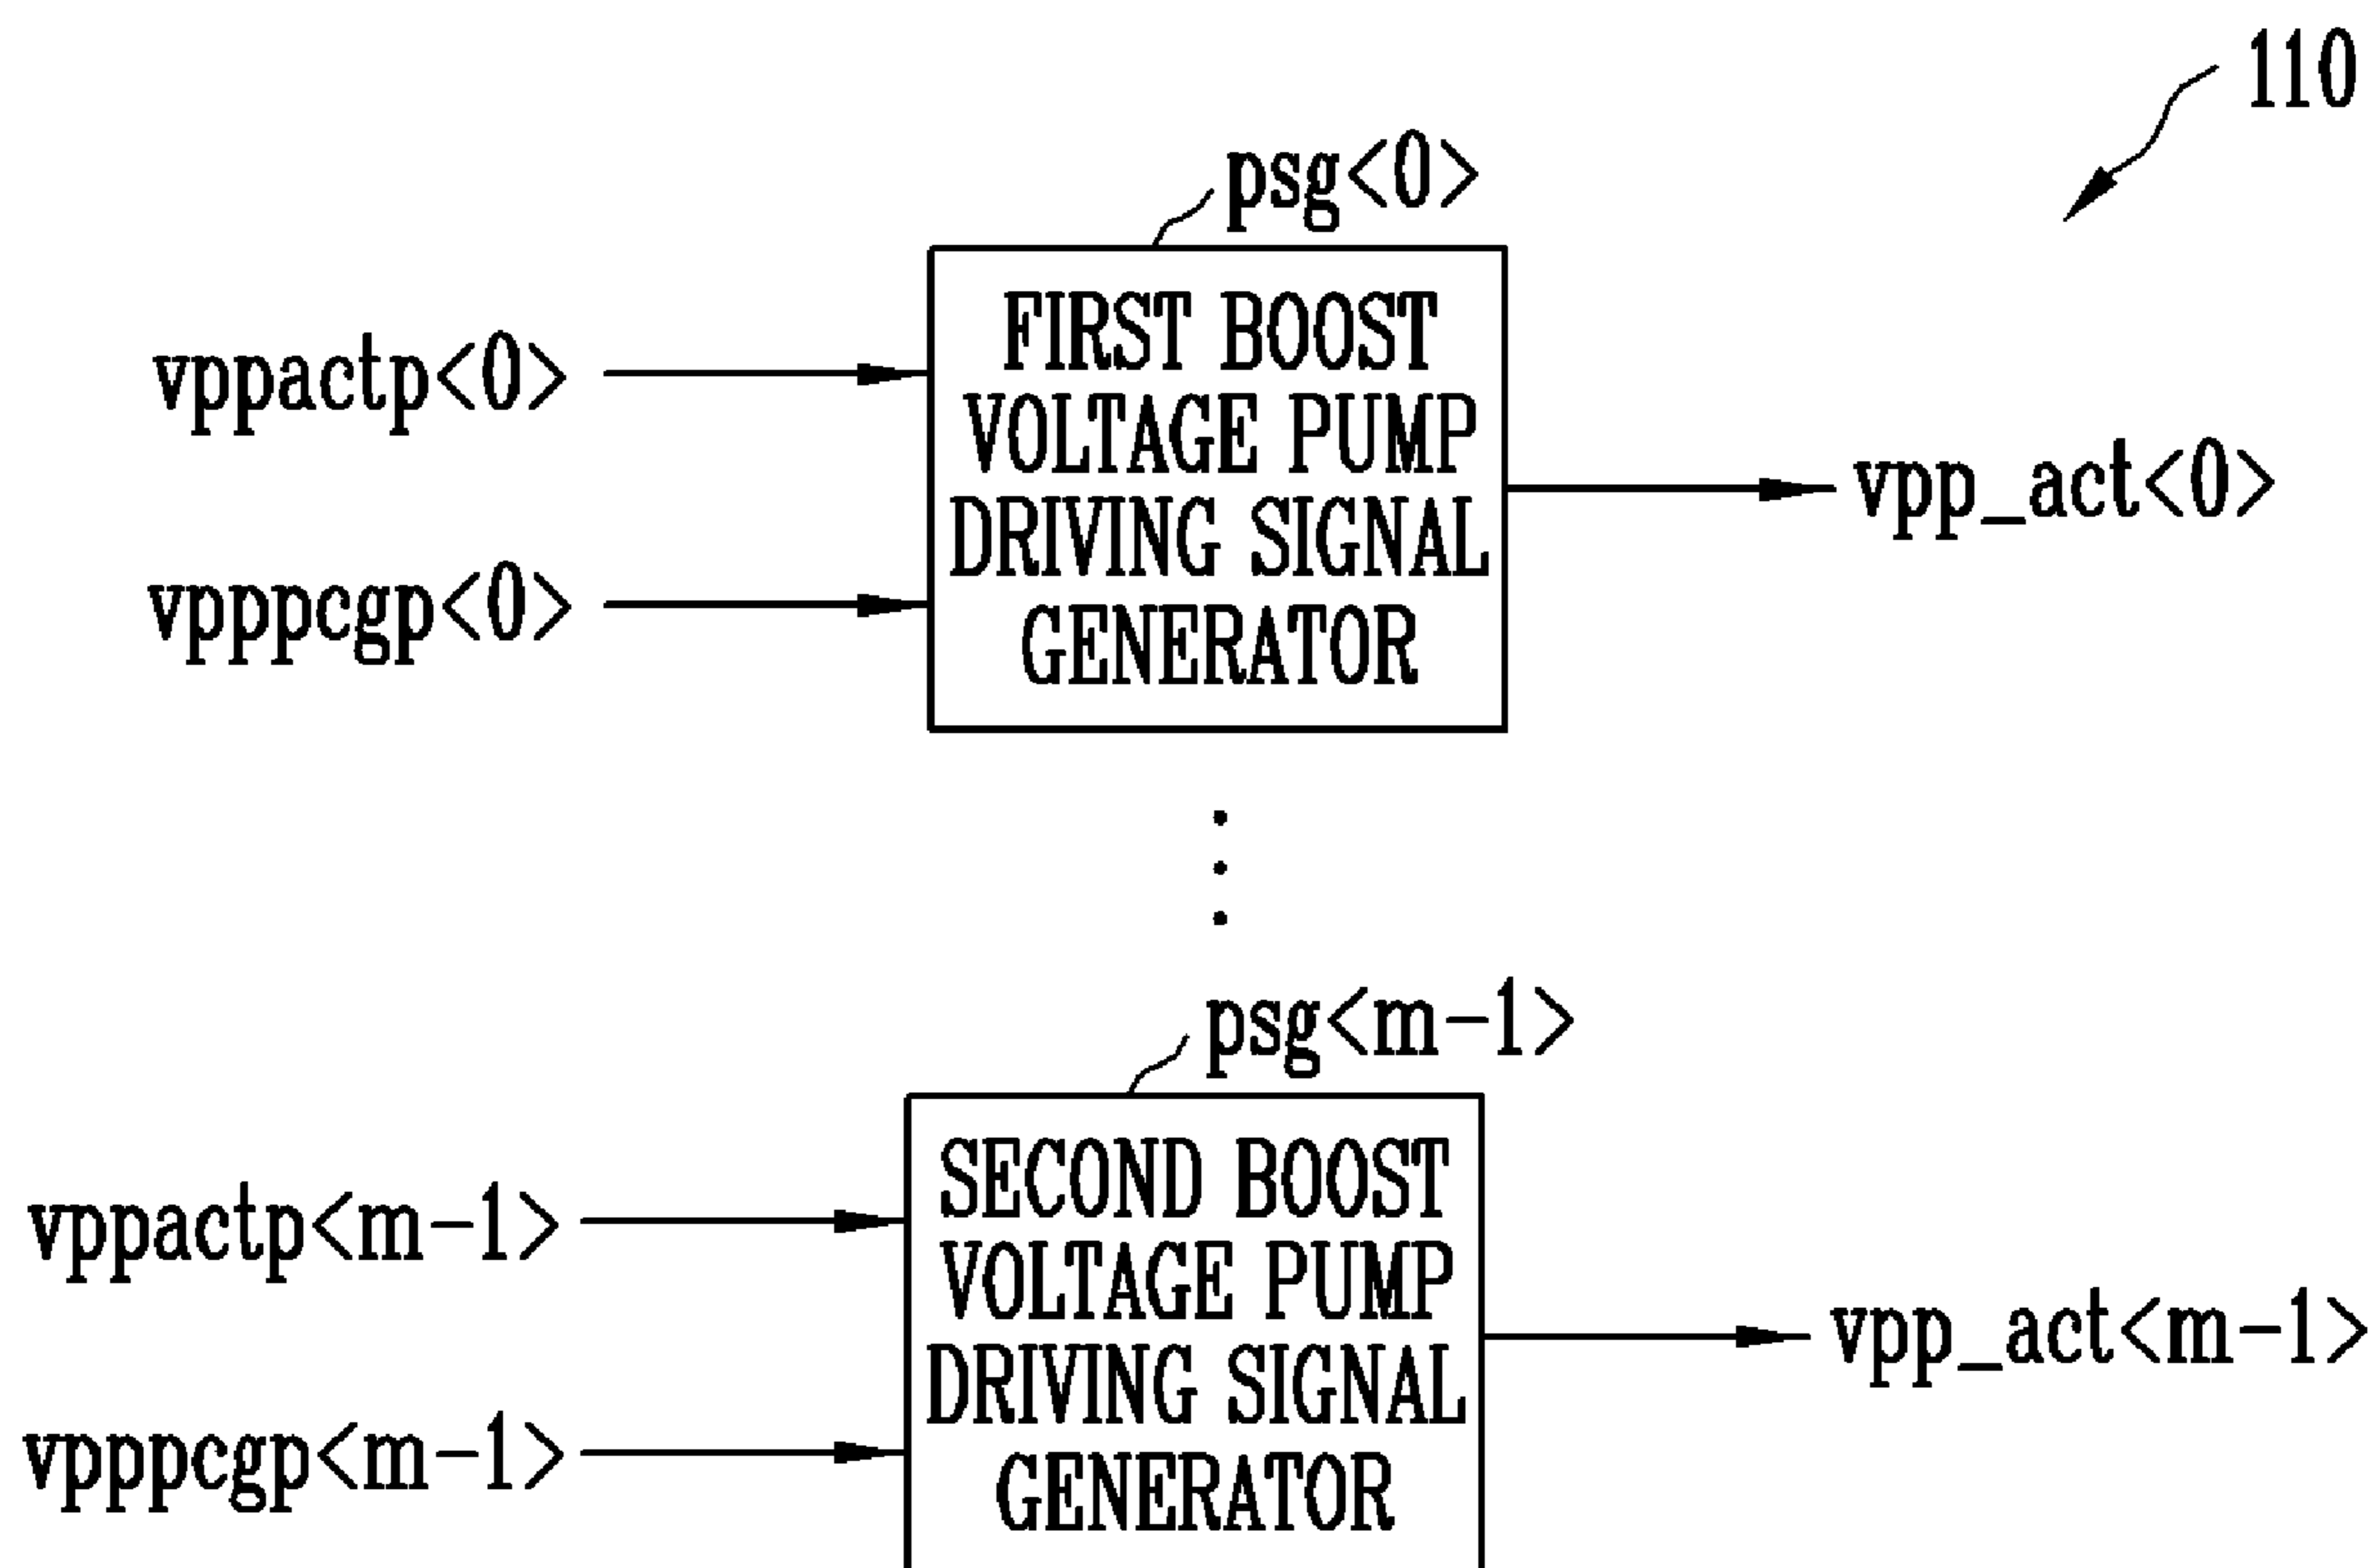 110
psg<0>
FIRST BOOST
VOLTAGE PUMP
DRIVING SIGNAL
GENERATOR
vppactp<0>
vpppcgp<0>
vpp_act<0>
psg<m-1>
SECOND BOOST
VOLTAGE PUMP
DRIVING SIGNAL
GENERATOR
vppactp<m-1>
vpppcgp<m-1>
vpp_act<m-1>